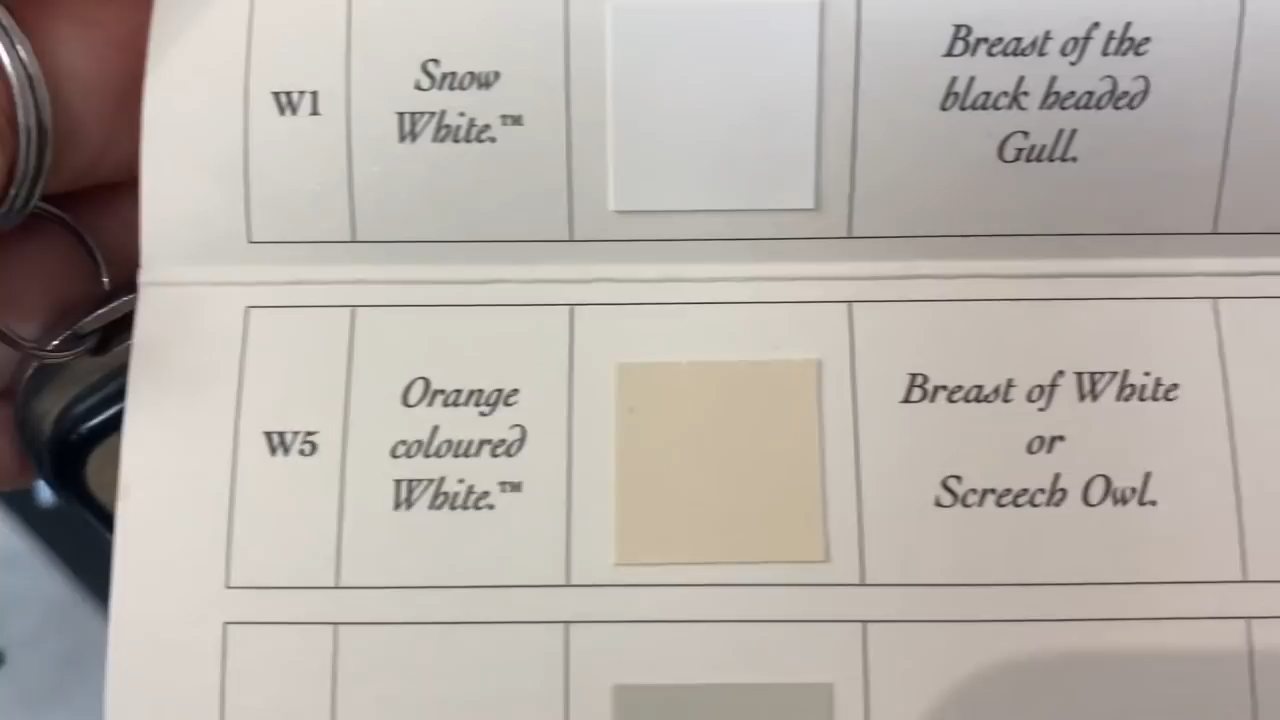 W1
Snow
White.™
Breast of the
black headed
Gull.
W5
Orange
coloured
White.™
Breast of White
or
Screech Owl.